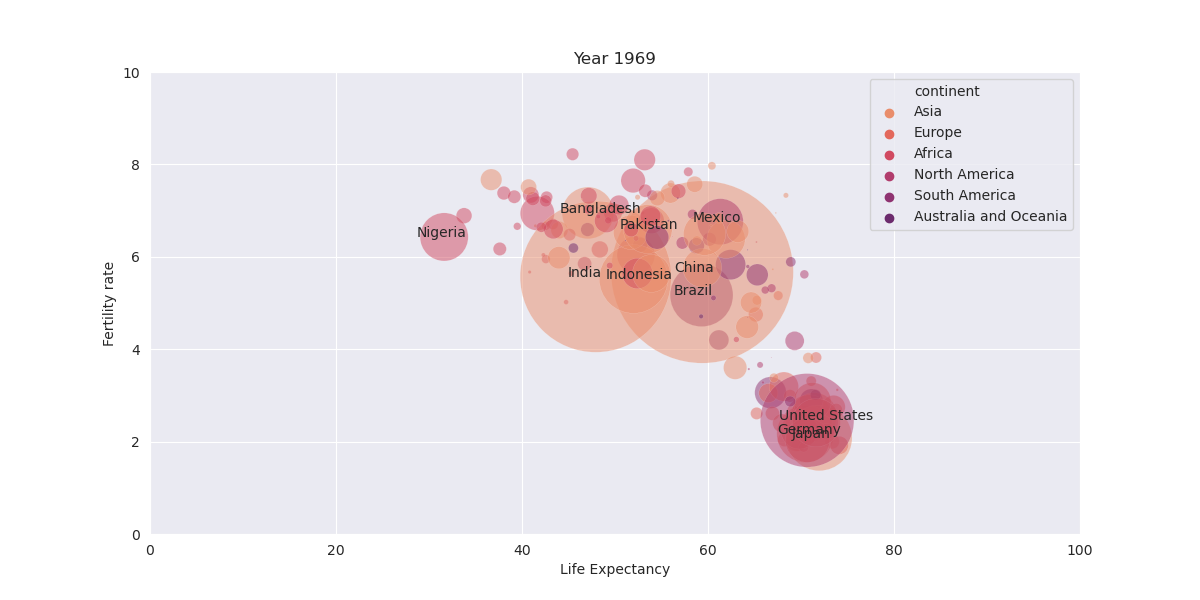 Year 1969
10
8
6
4
2
0
Fertility rate
continent
Asia
Europe
Africa
North America
South America
Australia and Oceania
Bangladesh
Mexico
Pakistan
Nigeria
China
India
Indonesia
Brazil
United States
Germany
Japan
0 20 40 60 80 100
Life Expectancy